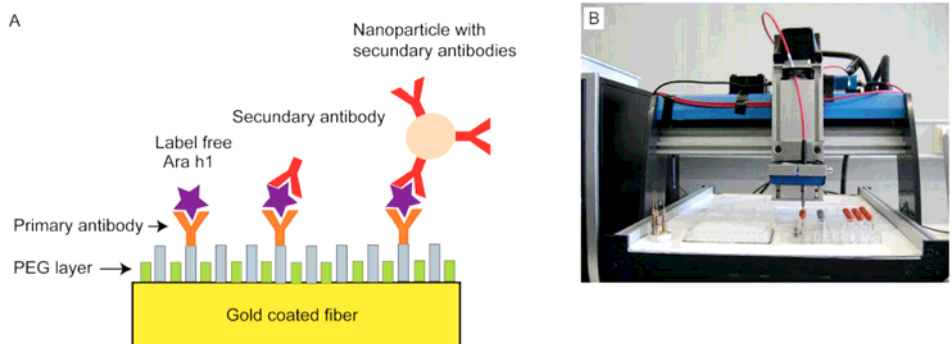 A
Nanoparticle with
secundary antibodies
Secundary antibody
Label free
Ara h1
Primary antibody
PEG layer
Gold coated fiber
B